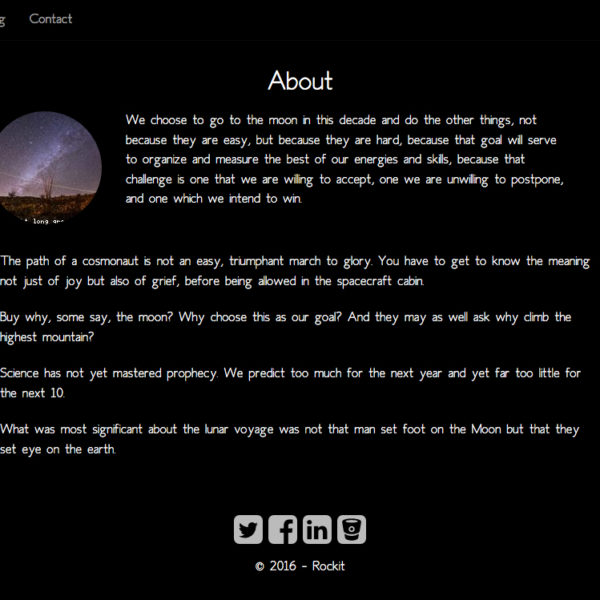 g Contact
About
We choose to go to the moon in this decade and do the other things, not
because they are easy, but because they are hard, because that goal will serve
to organize and measure the best of our energies and skills, because that
challenge is one that we are willing to accept, one we are unwilling to postpone,
and one which we intend to win.
long
The path of a cosmonaut is not an easy, triumphant march to glory. You have to get to know the meaning
not just of joy but also of grief, before being allowed in the spacecraft cabin.
Buy why, some say, the moon? Why choose this as our goal? And they may as well ask why climb the
highest mountain?
Science has not yet mastered prophecy. We predict too much for the next year and yet far too little for
the next 10.
What was most significant about the lunar voyage was not that man set foot on the Moon but that they
set eye on the earth.
© 2016 - Rockit